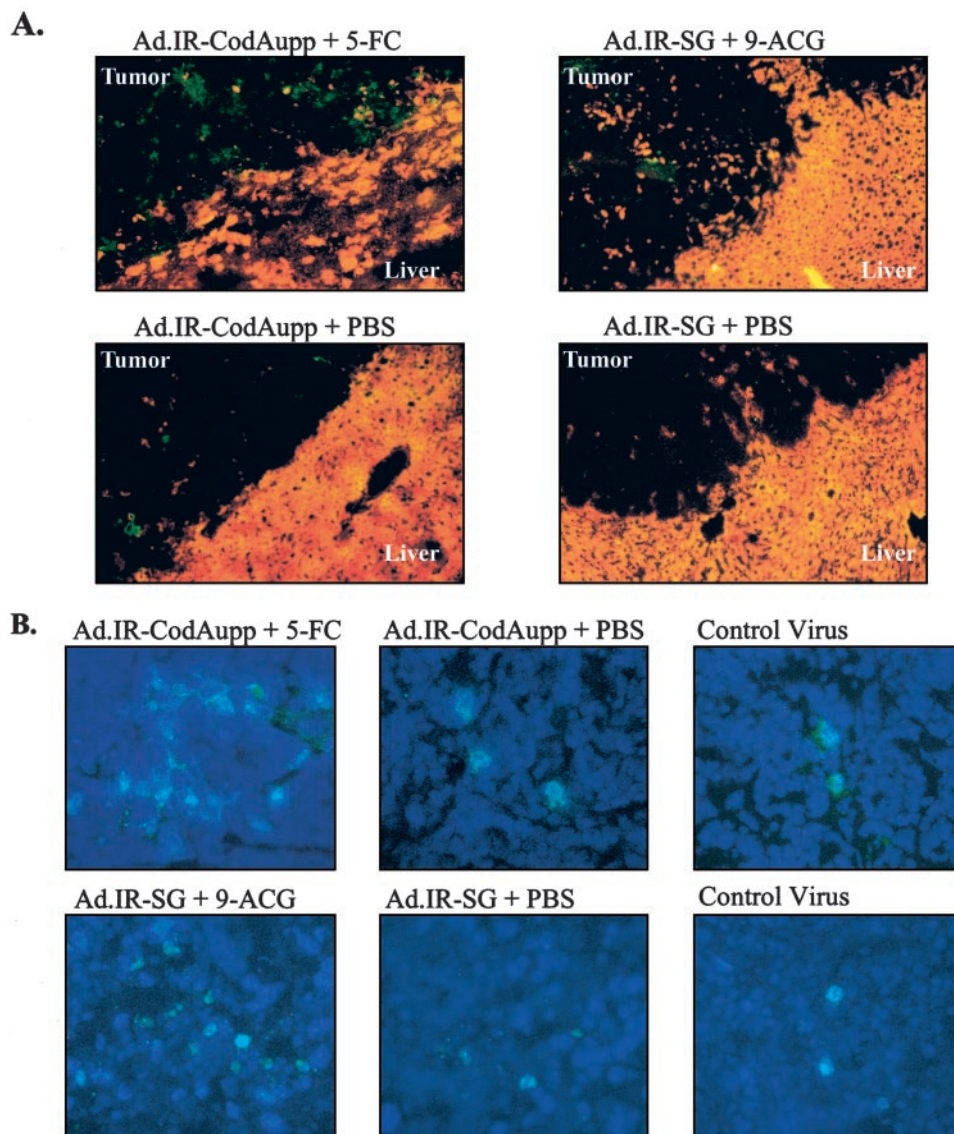 A.
Ad.IR-CodAupp + 5-FC
Ad.IR-SG + 9-ACG
Tumor
Liver
Tumor
Liver
Ad.IR-CodAupp + PBS
Ad.IR-SG + PBS
Tumor
Liver
Tumor
Liver
B.
Ad.IR-CodAupp + 5-FC
Ad.IR-CodAupp + PBS
Control Virus
Ad.IR-SG + 9-ACG
Ad.IR-SG + PBS
Control Virus